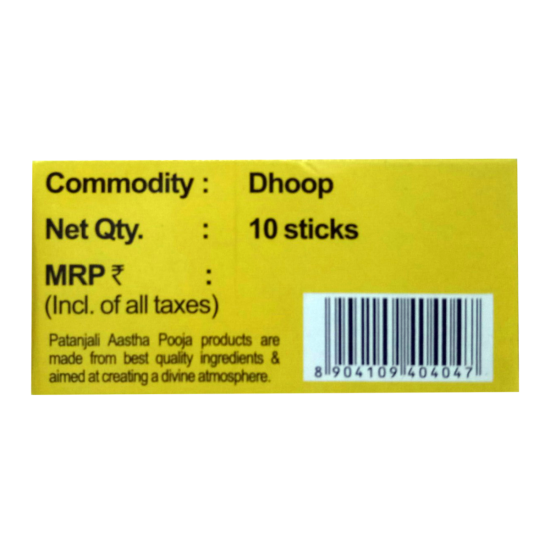 Commodity : Dhoop
Net Qty. : 10 sticks
MRP ₹ :
(Incl. of all taxes)
Patanjali Aastha Pooja products are
made from best quality ingredients &
aimed at creating a divine atmosphere.
8 904109 404047